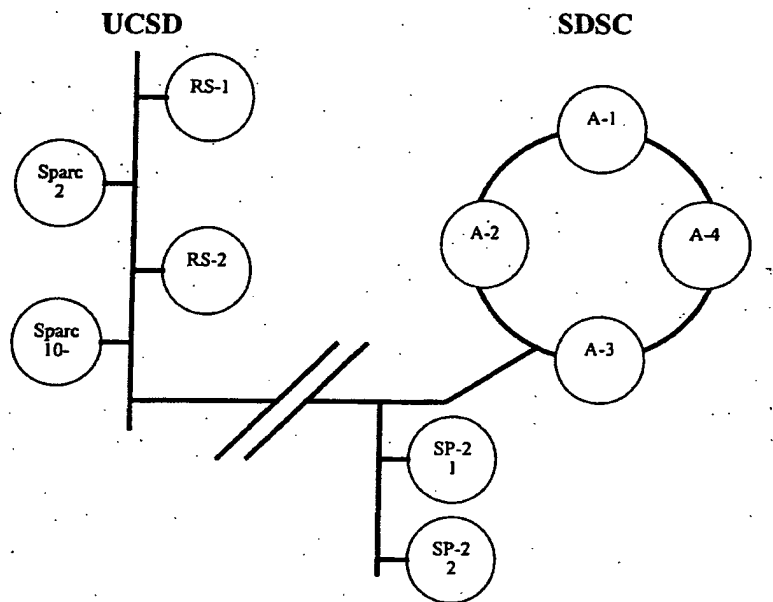 UCSD
SDSC
RS-1
Sparc
2
RS-2
Sparc
10-
A-1
A-2
A-4
A-3
SP-2
1
SP-2
2